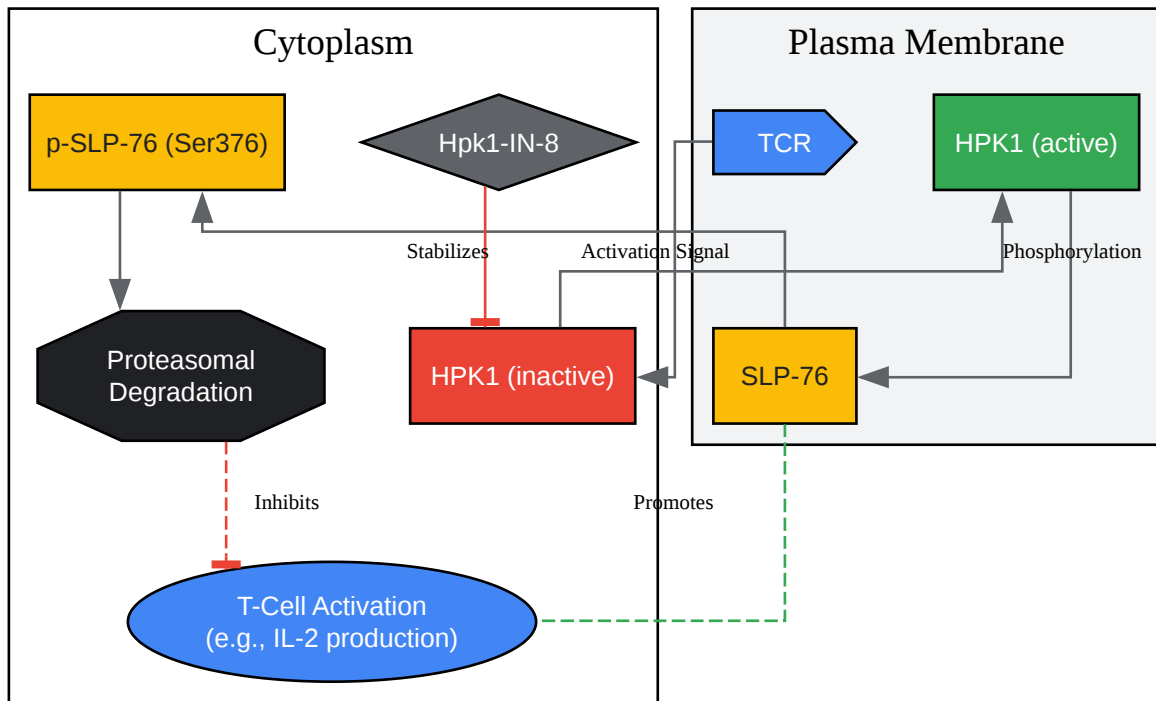 Cytoplasm
Plasma Membrane
p-SLP-76 (Ser376)
Hpk1-IN-8
TCR
HPK1 (active)
Stabilizes
Activation Signal
Phosphorylation
Proteasomal
Degradation
HPK1 (inactive)
SLP-76
Inhibits
Promotes
T-Cell Activation
(e.g., IL-2 production)